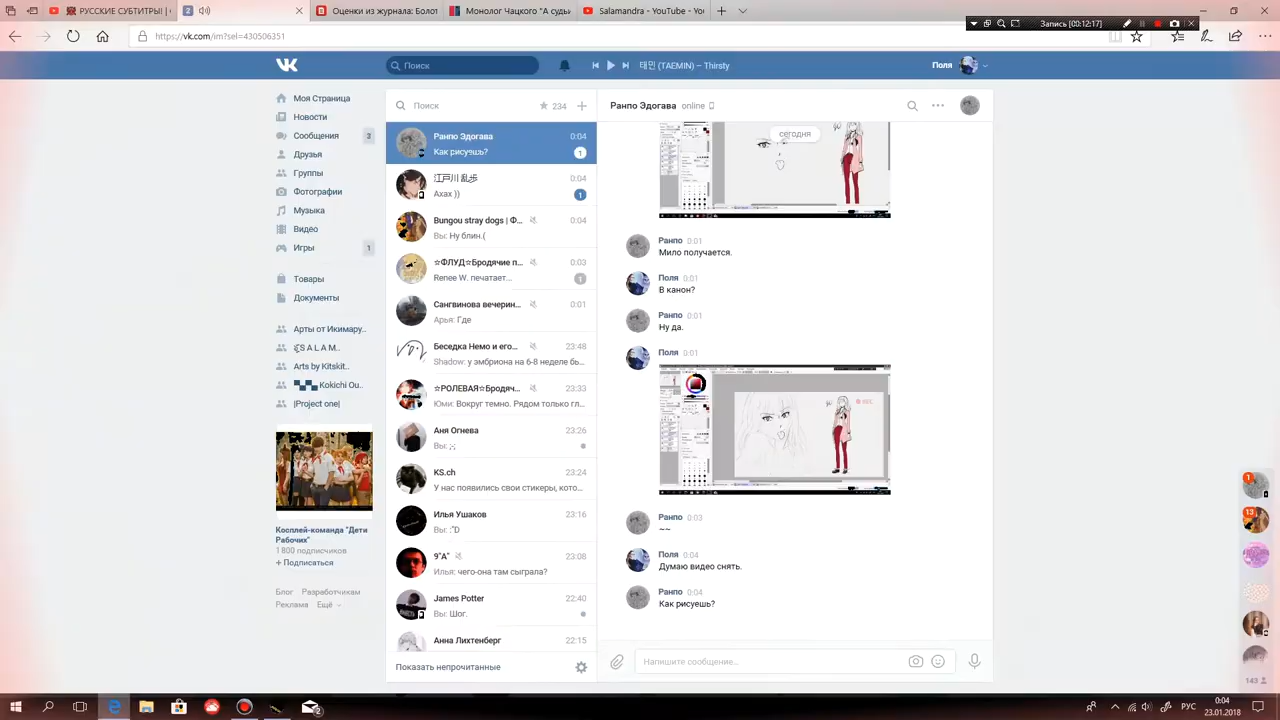 РУССКИЕ СУБТИТРЫ] (
Оценки из журнала: Болот
Монолог Чацкого "А судь
Salamandra - YouTube - You
Запись [00:12:17]
https://vk.com/im?sel=430506351
Поиск
태민 (TAEMIN) – Thirsty
Поля
Моя Страница
Новости
Сообщения 3
Друзья
Группы
Фотографии
Музыка
Видео
Игры 1
Товары
Документы
Арты от Икимару..
S A L A M..
Arts by Kitskit..
Kokichi Ou..
|Project one|
Косплей-команда "Дети
Рабочих"
1 800 подписчиков
+ Подписаться
Блог Разработчикам
Реклама Ещё
Поиск
234
Ранпо Эдогава 0:04
Как рисуешь? 1
江戸川 乱歩 0:04
Ахах )) 1
Bungou stray dogs | Ф... 0:04
Вы: Ну блин.(
☆ФЛУД☆Бродячие п... 0:03
Renee W. печатает... 1
Сангвинова вечерин... 0:01
Арья: Где
Беседка Немо и его... 23:48
Shadow: у эмбриона на 6-8 неделе бь...
☆РОЛЕВАЯ☆Бродяч... 23:33
Юми: Вокруг темно. Рядом только гл...
Аня Огнева 23:26
Вы: ;-;
KS.ch 23:24
У нас появились свои стикеры, кото...
Илья Ушаков 23:16
Вы: :"D
9"А" 23:08
Илья: чего-она там сыграла?
James Potter 22:40
Вы: Шог.
Анна Лихтенберг 22:15
Показать непрочитанные
Ранпо Эдогава online
сегодня
Ранпо 0:01
Мило получается.
Поля 0:01
В канон?
Ранпо 0:01
Ну да.
Поля 0:01
Ранпо 0:03
~~
Поля 0:04
Думаю видео снять.
Ранпо 0:04
Как рисуешь?
Напишите сообщение...
1
13
143
РУС
0:04
23.01.2018